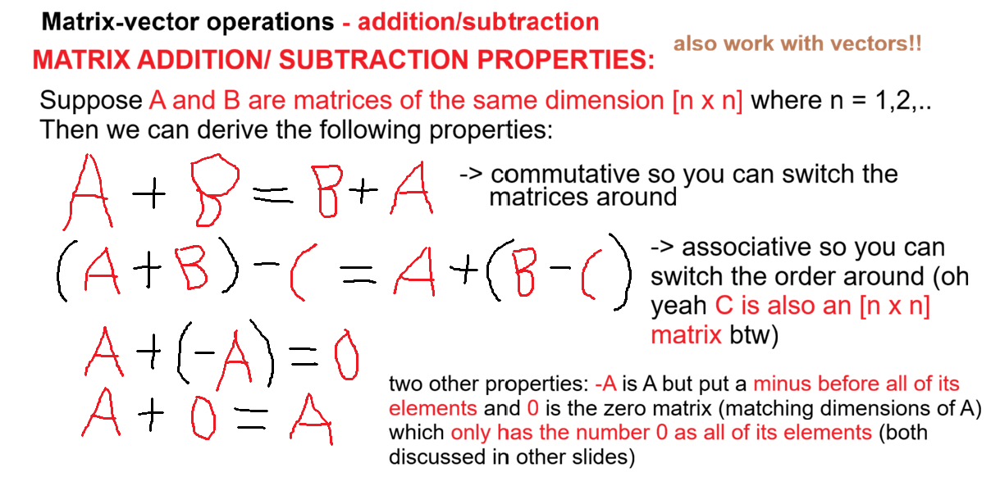 Matrix-vector operations - addition/subtraction
also work with vectors!!
MATRIX ADDITION/ SUBTRACTION PROPERTIES:
Suppose A and B are matrices of the same dimension [n x n] where n = 1,2,..
Then we can derive the following properties:
A + B = B + A
-> commutative so you can switch the
matrices around
(A + B) - C = A + (B - C)
-> associative so you can
switch the order around (oh
yeah C is also an [n x n]
matrix btw)
A + (-A) = 0
A + 0 = A
two other properties: -A is A but put a minus before all of its
elements and 0 is the zero matrix (matching dimensions of A)
which only has the number 0 as all of its elements (both
discussed in other slides)